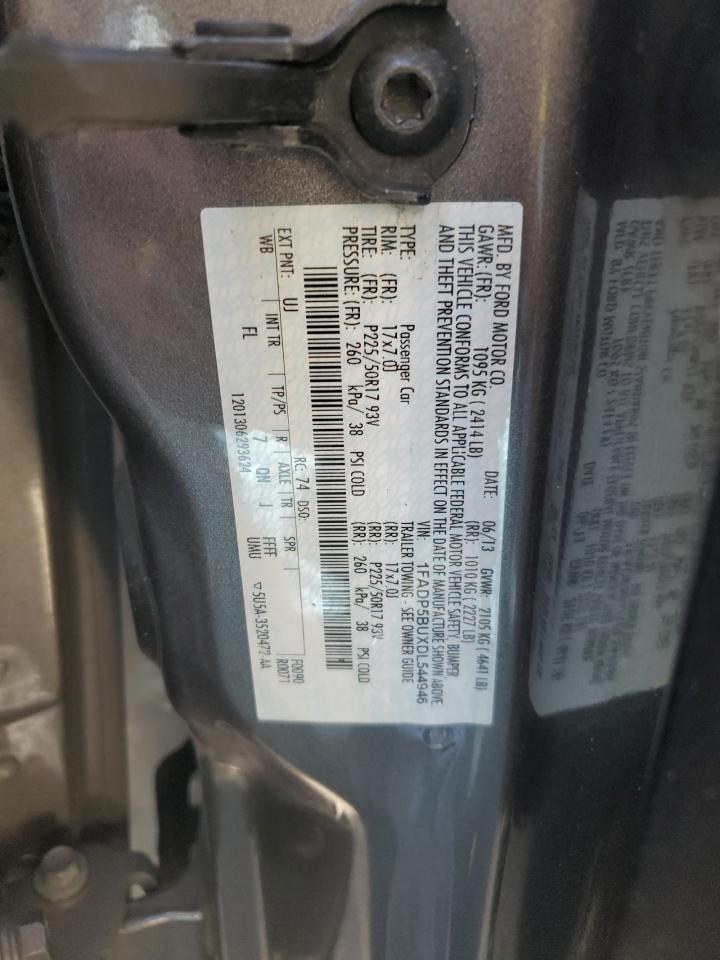 MFD. BY FORD MOTOR CO.
DATE: 06/13 GVWR: 2105 KG ( 4641 LB)
GAWR: (FR): 1095 KG ( 2414 LB) (RR): 1010 KG ( 2227 LB)
THIS VEHICLE CONFORMS TO ALL APPLICABLE FEDERAL MOTOR VEHICLE SAFETY, BUMPER
AND THEFT PREVENTION STANDARDS IN EFFECT ON THE DATE OF MANUFACTURE SHOWN ABOVE
VIN: 1FADP5BUXDL544946
TYPE: Passenger Car TRAILER TOWING - SEE OWNER GUIDE
RIM: (FR): 17x7.0J (RR): 17x7.0J
TIRE: (FR): P225/50R17 93V (RR): P225/50R17 93V
PRESSURE: (FR): 260 kPa/ 38 PSI COLD (RR): 260 kPa/ 38 PSI COLD
F0090
R0071
EXT PNT: UJ RC: 74 DSO:
WB INT TR TP/PS R AXLE TR SPR
FL 7 QN J FFFF
UMU
1201306293624 ▽ 5U5A-3520472-AA